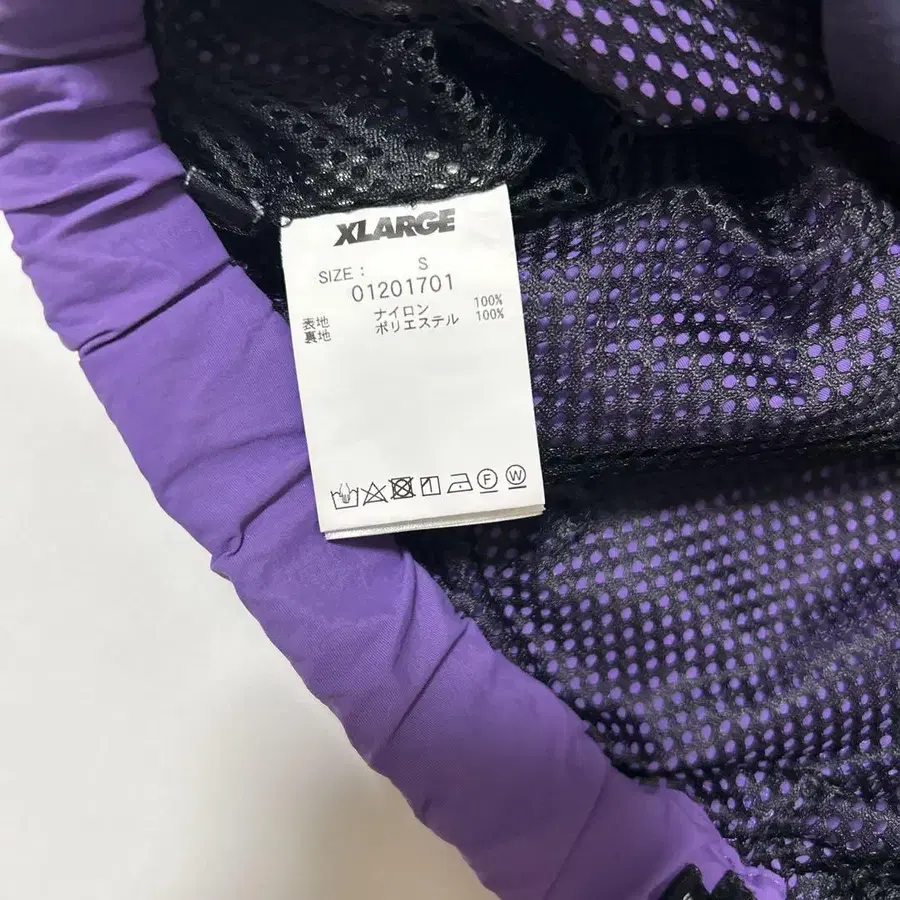 XLARGE
SIZE : S
01201701
表地 ナイロン 100%
裏地 ポリエステル 100%
F W